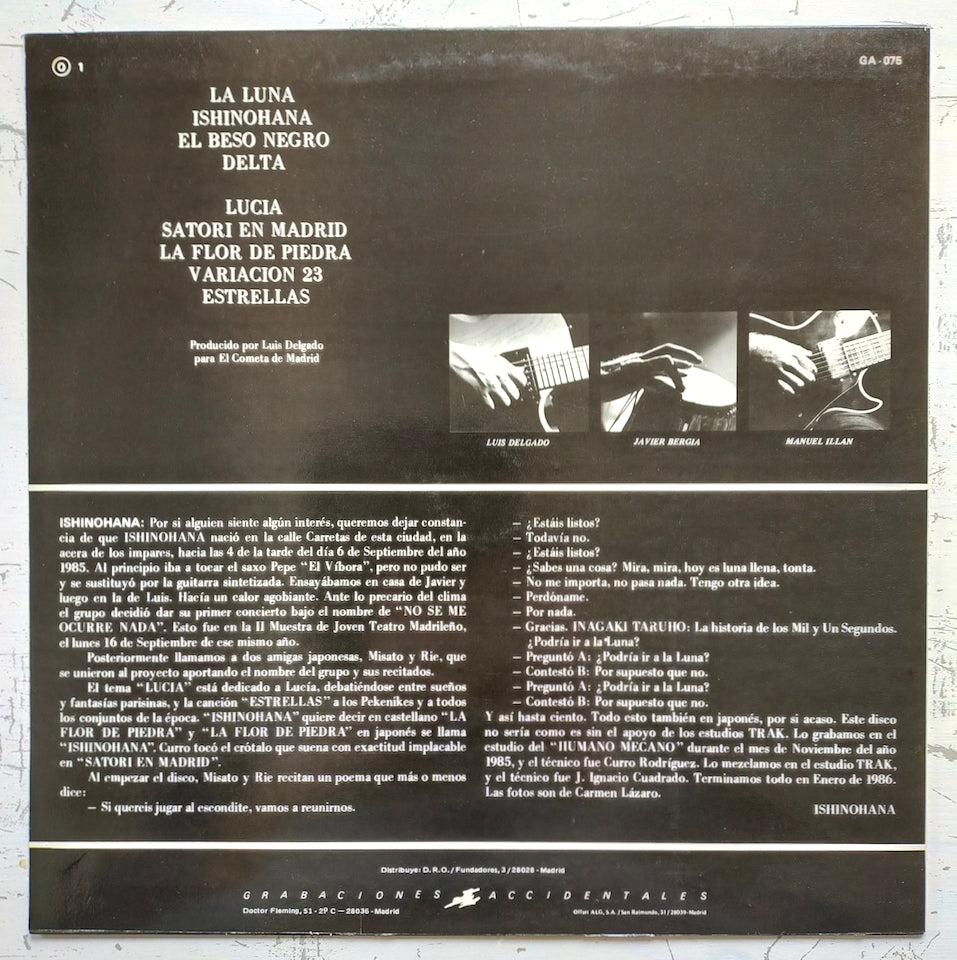 O 1
GA - 075
LA LUNA
ISHINOHANA
EL BESO NEGRO
DELTA
LUCIA
SATORI EN MADRID
LA FLOR DE PIEDRA
VARIACION 23
ESTRELLAS
Producido por Luis Delgado
para El Cometa de Madrid
LUIS DELGADO
JAVIER BERGIA
MANUEL ILLAN
ISHINOHANA: Por si alguien siente algún interés, queremos dejar constan-
cia de que ISHINOHANA nació en la calle Carretas de esta ciudad, en la
acera de los impares, hacia las 4 de la tarde del día 6 de Septiembre del año
1985. Al principio iba a tocar el saxo Pepe "El Víbora", pero no pudo ser
y se sustituyó por la guitarra sintetizada. Ensayábamos en casa de Javier y
luego en la de Luis. Hacía un calor agobiante. Ante lo precario del clima
el grupo decidió dar su primer concierto bajo el nombre de "NO SE ME
OCURRE NADA". Esto fue en la II Muestra de Joven Teatro Madrileño,
el lunes 16 de Septiembre de ese mismo año.
Posteriormente llamamos a dos amigas japonesas, Misato y Rie, que
se unieron al proyecto aportando el nombre del grupo y sus recitados.
El tema "LUCIA" está dedicado a Lucía, debatiéndose entre sueños
y fantasías parisinas, y la canción "ESTRELLAS" a los Pekenikes y a todos
los conjuntos de la época. "ISHINOHANA" quiere decir en castellano "LA
FLOR DE PIEDRA" y "LA FLOR DE PIEDRA" en japonés se llama
"ISHINOHANA". Curro tocó el crótalo que suena con exactitud implacable
en "SATORI EN MADRID".
Al empezar el disco, Misato y Rie recitan un poema que más o menos
dice:
– Si quereis jugar al escondite, vamos a reunirnos.
– ¿Estáis listos?
– Todavía no.
– ¿Estáis listos?
– ¿Sabes una cosa? Mira, mira, hoy es luna llena, tonta.
– No me importa, no pasa nada. Tengo otra idea.
– Perdóname.
– Por nada.
– Gracias. INAGAKI TARUHO: La historia de los Mil y Un Segundos.
¿Podría ir a la Luna?
– Preguntó A: ¿Podría ir a la Luna?
– Contestó B: Por supuesto que no.
– Preguntó A: ¿Podría ir a la Luna?
– Contestó B: Por supuesto que no.
Y así hasta ciento. Todo esto también en japonés, por si acaso. Este disco
no sería como es sin el apoyo de los estudios TRAK. Lo grabamos en el
estudio del "HUMANO MECANO" durante el mes de Noviembre del año
1985, y el técnico fue Curro Rodríguez. Lo mezclamos en el estudio TRAK,
y el técnico fue J. Ignacio Cuadrado. Terminamos todo en Enero de 1986.
Las fotos son de Carmen Lázaro.
ISHINOHANA
Distribuye: D.R.O. / Fundadores, 3 / 28028 - Madrid
GRABACIONES ACCIDENTALES
Doctor Fleming, 51 - 2º C — 28036 - Madrid
Offset ALG, S.A. / San Raimundo, 31 / 28039 - Madrid